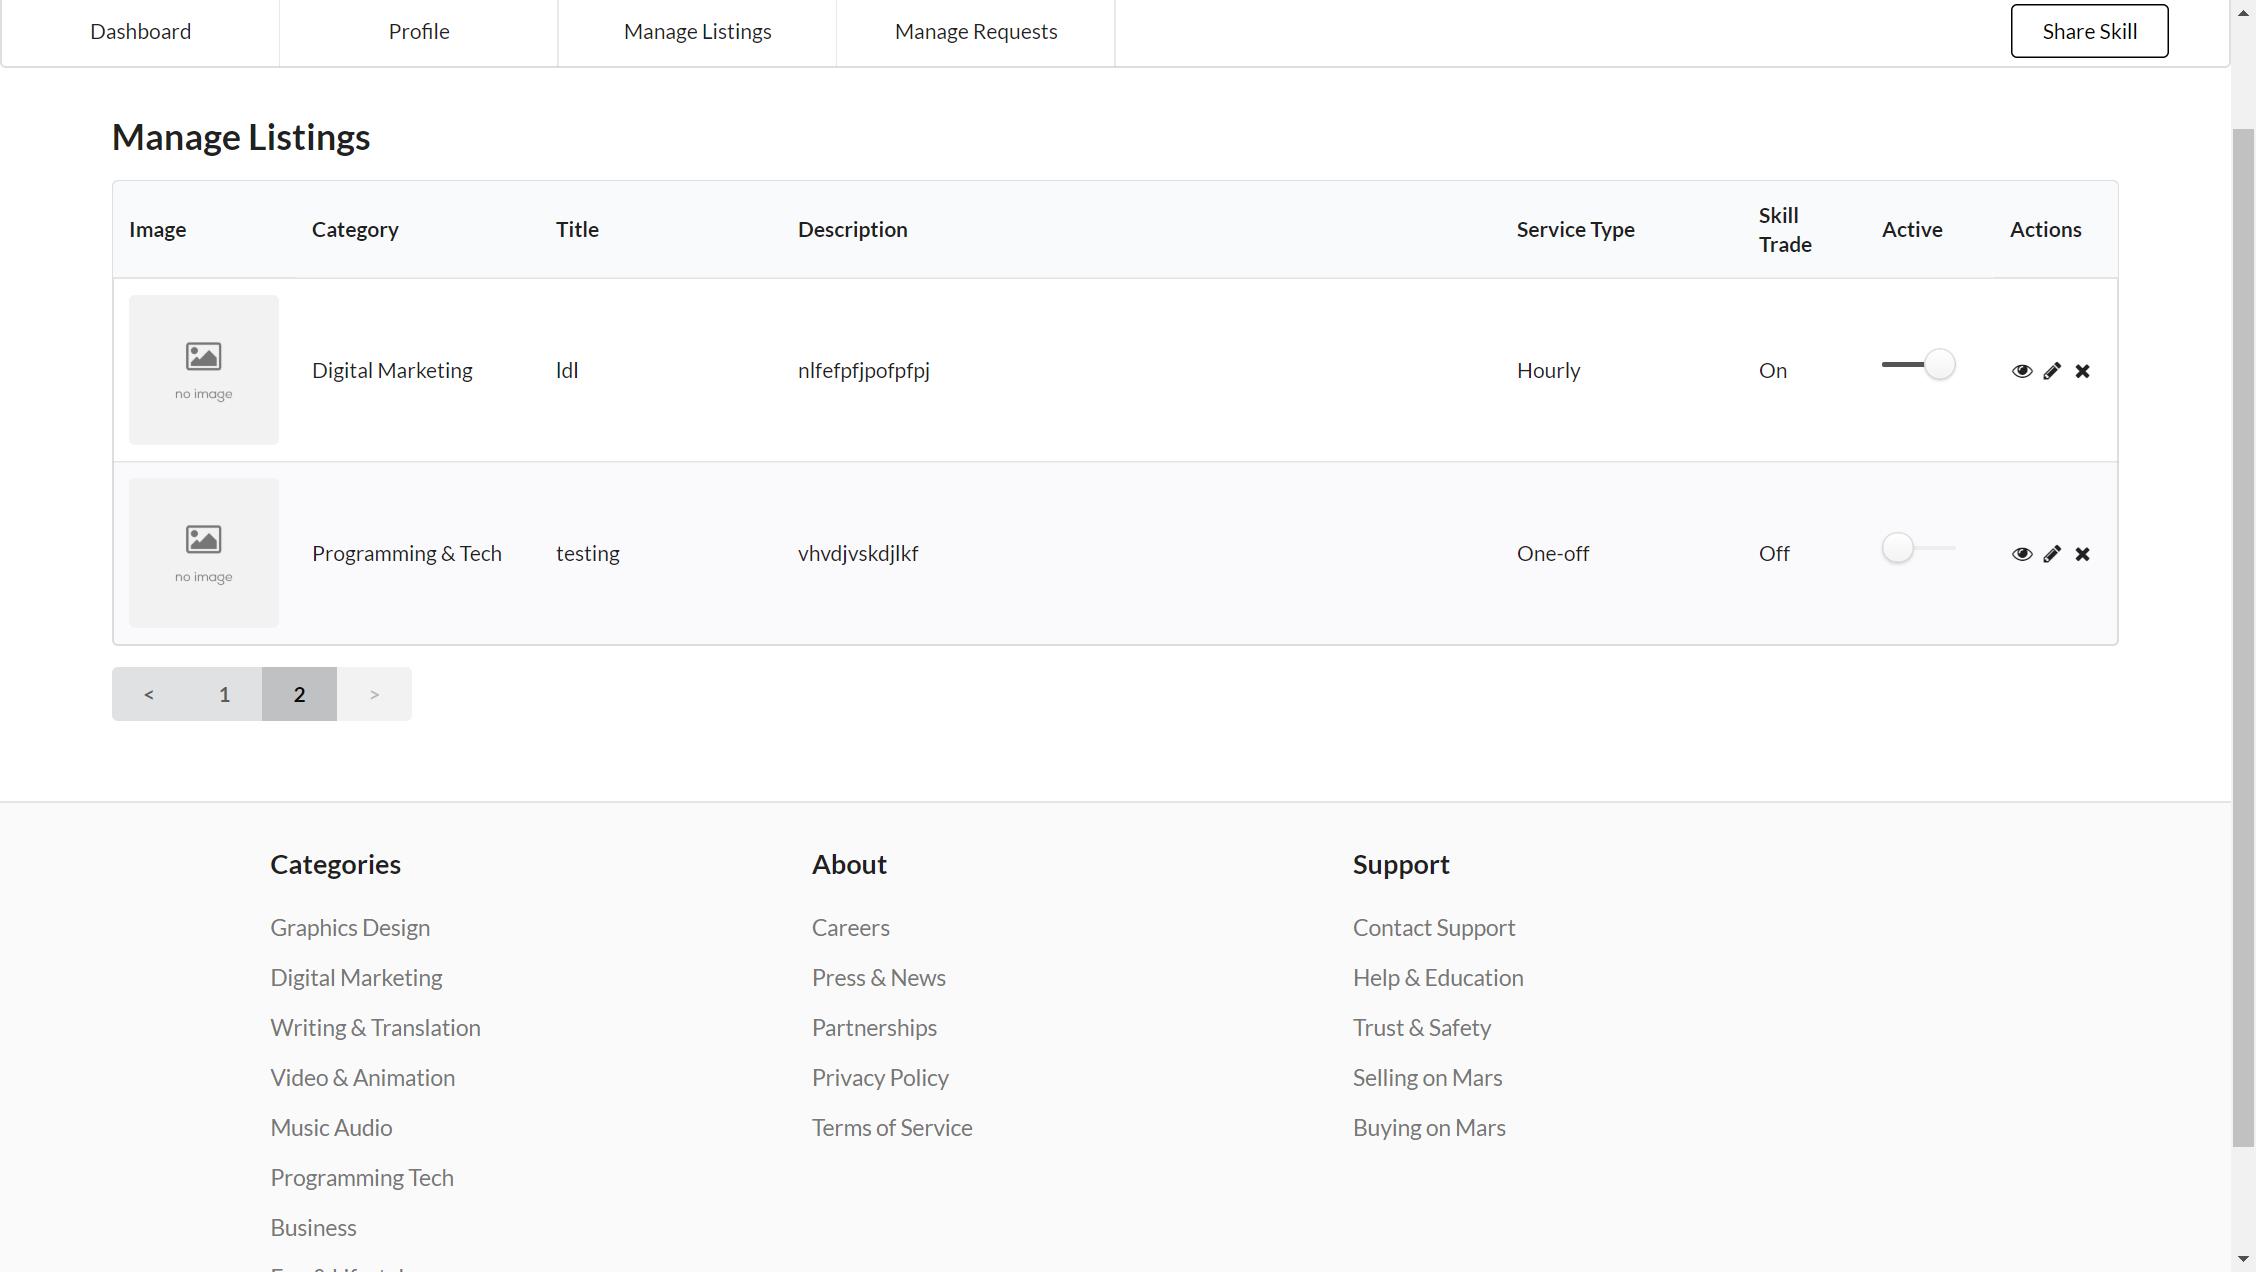 Dashboard
Profile
Manage Listings
Manage Requests
Share Skill
Manage Listings
Image
Category
Title
Description
Service Type
Skill
Trade
Active
Actions
no image
Digital Marketing
nlfefpfjpofpfpj
Hourly
On
no image
Programming & Tech
testing
vhvdjvskdjlkf
One-off
Off
<
1
2
>
Categories
Graphics Design
Digital Marketing
Writing & Translation
Video & Animation
Music Audio
Programming Tech
Business
About
Careers
Press & News
Partnerships
Privacy Policy
Terms of Service
Support
Contact Support
Help & Education
Trust & Safety
Selling on Mars
Buying on Mars